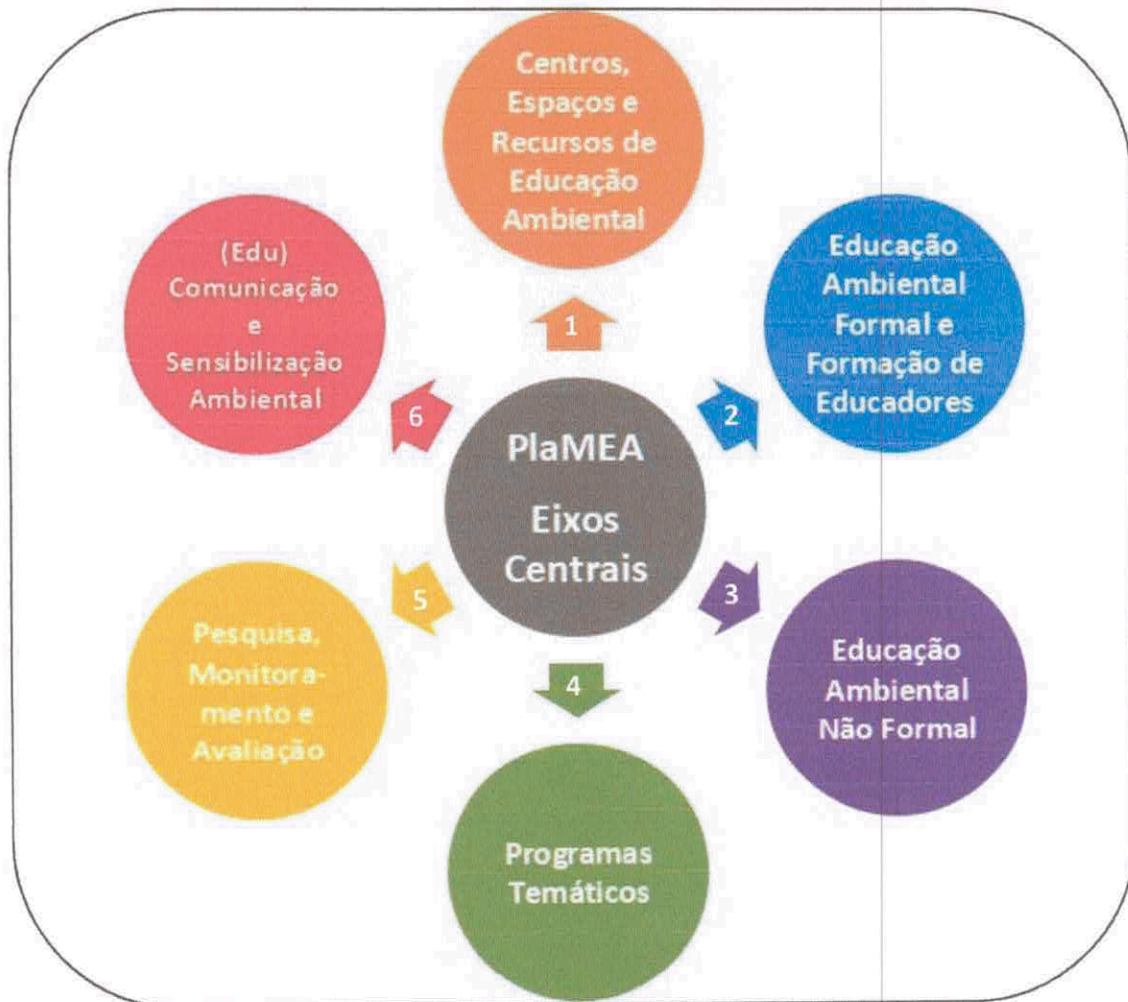 Centros,
Espaços e
Recursos de
Educação
Ambiental
1
Educação
Ambiental
Formal e
Formação de
Educadores
2
Educação
Ambiental
Não Formal
3
Programas
Temáticos
4
Pesquisa,
Monitora-
mento e
Avaliação
5
(Edu)
Comunicação
e
Sensibilização
Ambiental
6
PlaMEA
Eixos
Centrais